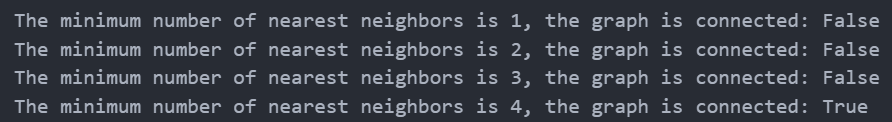 The minimum number of nearest neighbors is 1, the graph is connected: False
The minimum number of nearest neighbors is 2, the graph is connected: False
The minimum number of nearest neighbors is 3, the graph is connected: False
The minimum number of nearest neighbors is 4, the graph is connected: True